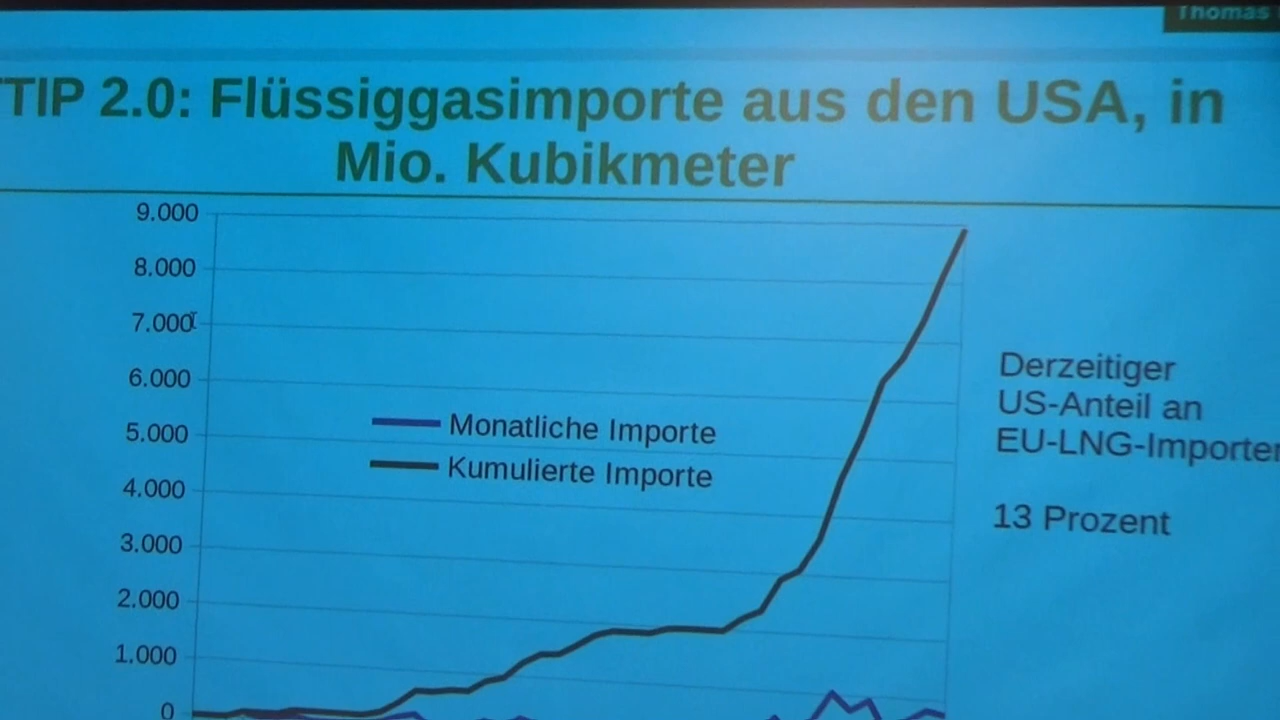 Thomas
TTIP 2.0: Flüssiggasimporte aus den USA, in
Mio. Kubikmeter
9.000
8.000
7.000
6.000
5.000
4.000
3.000
2.000
1.000
0
Monatliche Importe
Kumulierte Importe
Derzeitiger
US-Anteil an
EU-LNG-Importen
13 Prozent